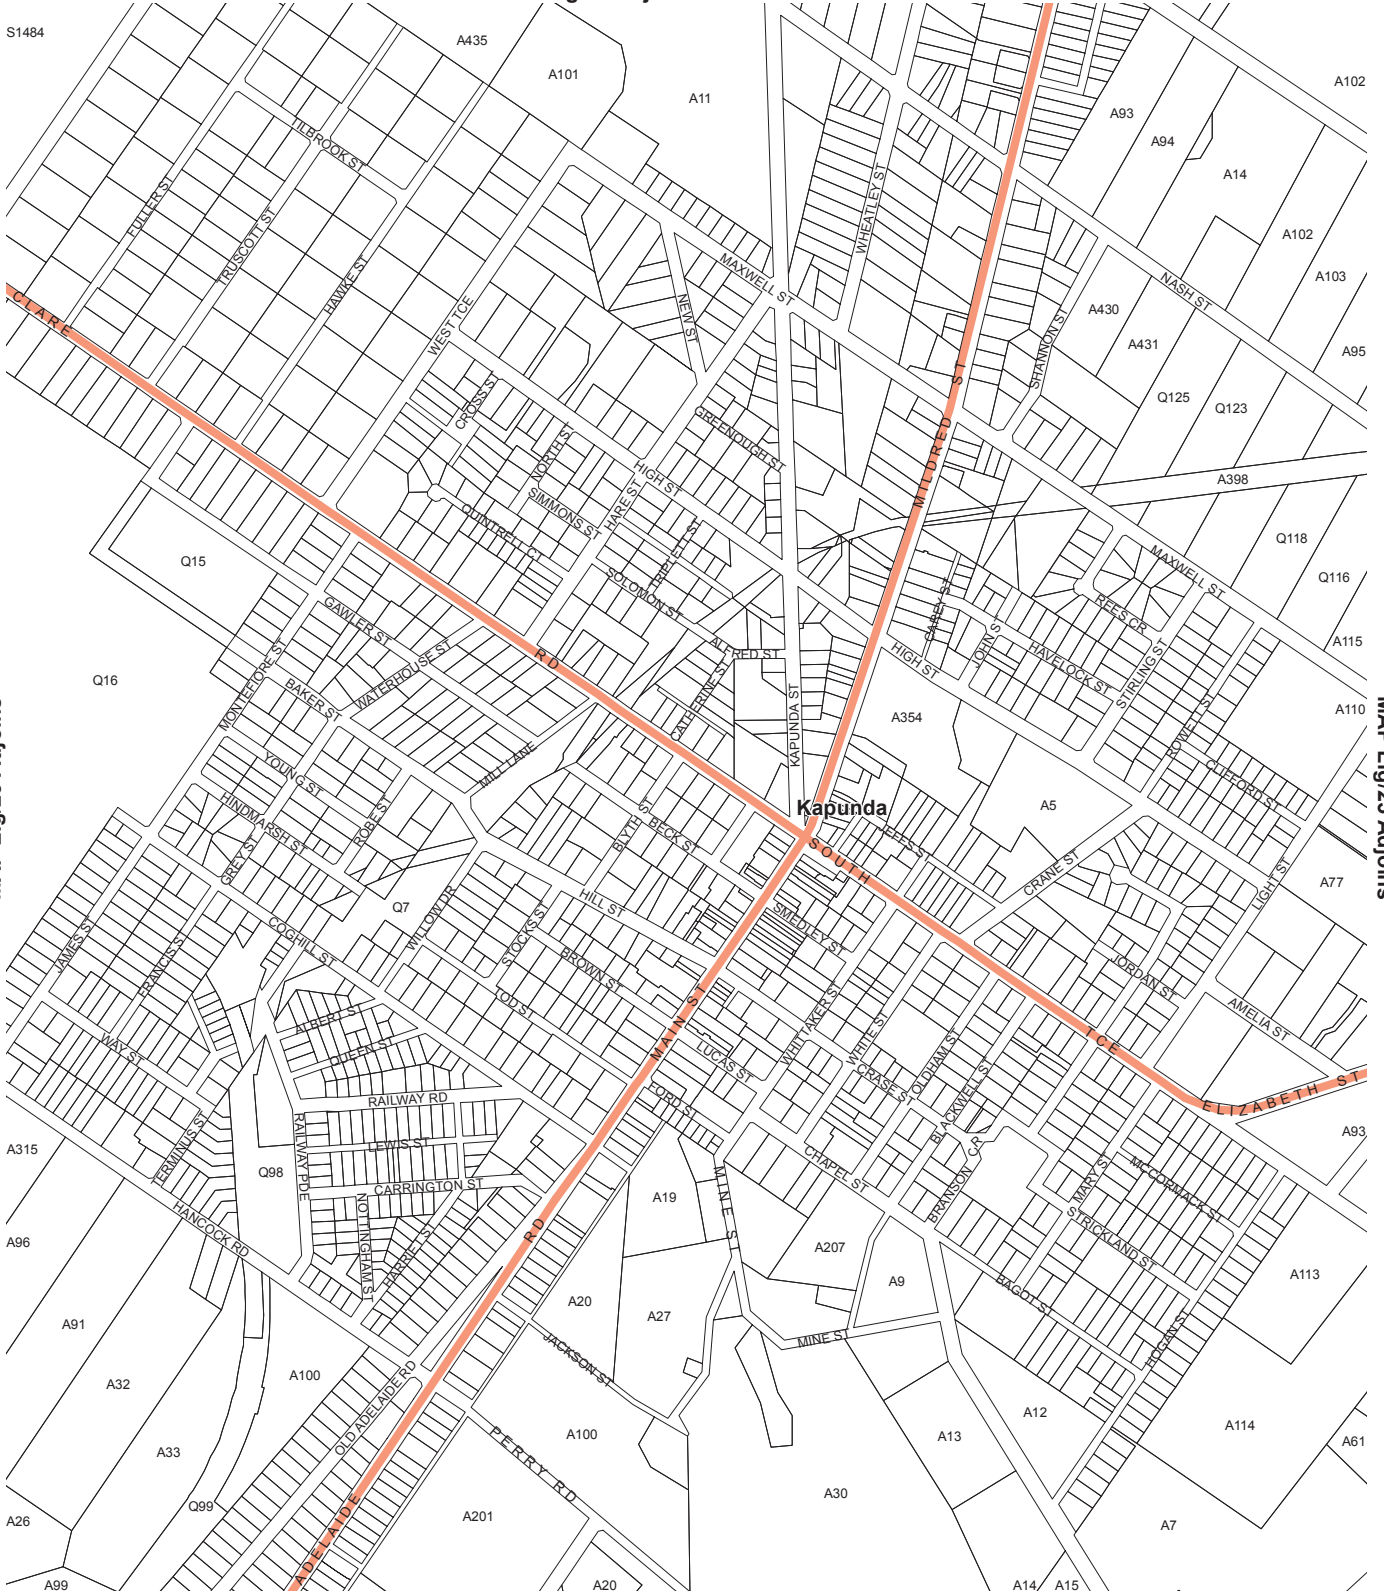 S1484
A435
A101
A11
A102
A93
A94
A14
TILBROOK ST
FULLER ST
TRUSCOTT ST
HAWKE ST
WHEATLEY ST
A102
A103
NASH ST
MAXWELL ST
CLARE
WEST TCE
NEW ST
SHANNON ST
A430
A431
A95
Q125
Q123
CROSS ST
GREENOUGH ST
MILDRED ST
NORTH ST
HIGH ST
A398
SIMMONS ST
HARE ST
QUINTRELL CT
TRIPLETT ST
Q118
Q15
MAXWELL ST
Q116
SOLOMON ST
GAWLER ST
CAREY ST
REES CR
JOHN ST
A115
ALFRED ST
HIGH ST
HAVELOCK ST
WATERHOUSE ST
RD
MONTEFIORE ST
STIRLING ST
Q16
BAKER ST
CATHERINE ST
KAPUNDA ST
A354
ROWETT ST
A110
MILL LANE
YOUNG ST
CLIFFORD ST
HINDMARSH ST
Kapunda
A5
ROBE ST
BLYTH ST
BECK ST
SOUTH
JEFFS ST
GREY ST
CRANE ST
LIGHT ST
A77
Q7
WILLOW DR
HILL ST
SMEDLEY ST
JAMES ST
COGHILL ST
STOCKS ST
FRANCIS S
BROWN ST
JORDAN ST
TOD ST
MAIN ST
WHITAKER ST
AMELIA ST
ALBERT ST
WAY ST
QUEEN ST
LUCAS ST
WHITE ST
OLDHAM ST
TCE
CRASE ST
BLACKWELL ST
RAILWAY RD
FORD ST
ELIZABETH ST
TERMINUS ST
RAILWAY PDE
LEWIS ST
A93
A315
Q98
CARRINGTON ST
CHAPEL ST
BRANSON CR
MARY S
MCCORMACK ST
A19
MINE ST
NOTTINGHAM ST
HARRIET ST
HANCOCK RD
RD
STRICKLAND ST
A96
A207
A9
A113
A20
A27
BAGOT ST
A91
MINE ST
HOGAN ST
JACKSON ST
A32
A100
OLD ADELAIDE RD
A12
A114
A100
A13
A61
PERRY RD
A33
A30
Q99
ADELAIDE
A201
A26
A7
A99
A20
A14
A15